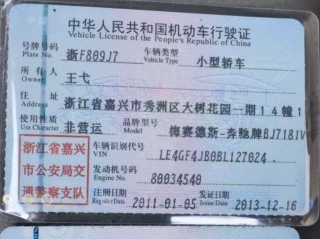 中华人民共和国机动车行驶证
Vehicle License of the People's Republic of China
号牌号码 Plate No. 浙F809J7 车辆类型 Vehicle Type 小型轿车
所有人 Owner 王弋
住址 Address 浙江省嘉兴市秀洲区大树花园一期14幢1
使用性质 Use Character 非营运 品牌型号 Model 梅赛德斯-奔驰牌BJ7181V
浙江省嘉兴市公安局交通警察支队
车辆识别代号 VIN LE4GF4JB0BL127024
发动机号码 Engine No. 80034540
注册日期 Register Date 2011-01-05 发证日期 Issue Date 2013-12-16